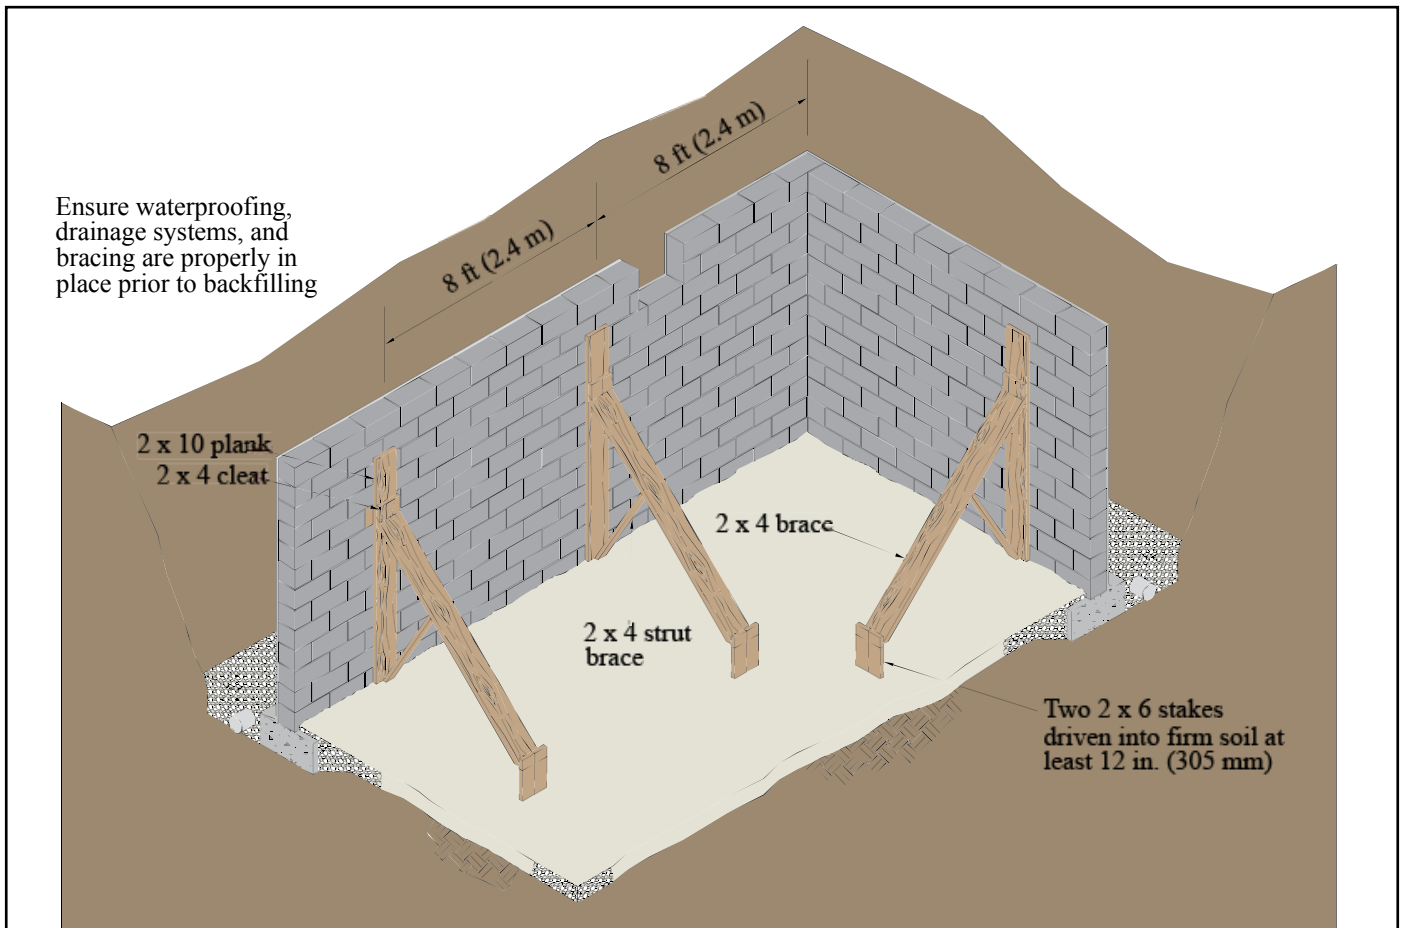 8 ft (2.4 m)
8 ft (2.4 m)
Ensure waterproofing,
drainage systems, and
bracing are properly in
place prior to backfilling
2 x 10 plank
2 x 4 cleat
2 x 4 brace
2 x 4 strut
brace
Two 2 x 6 stakes
driven into firm soil at
least 12 in. (305 mm)